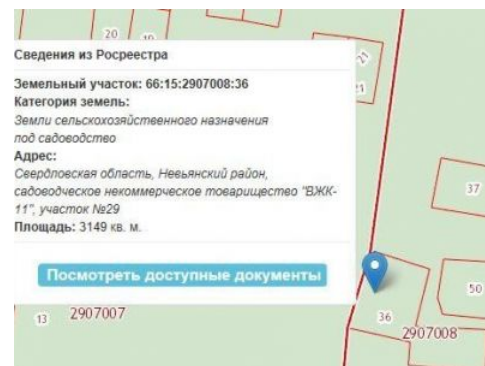 20
19
Сведения из Росреестра
21
21
Земельный участок: 66:15:2907008:36
Категория земель:
Земли сельскохозяйственного назначения
под садоводство
Адрес:
Свердловская область, Невьянский район,
садоводческое некоммерческое товарищество "ВЖК-
11", участок №29
Площадь: 3149 кв. м.
37
Посмотреть доступные документы
50
13
2907007
36
2907008